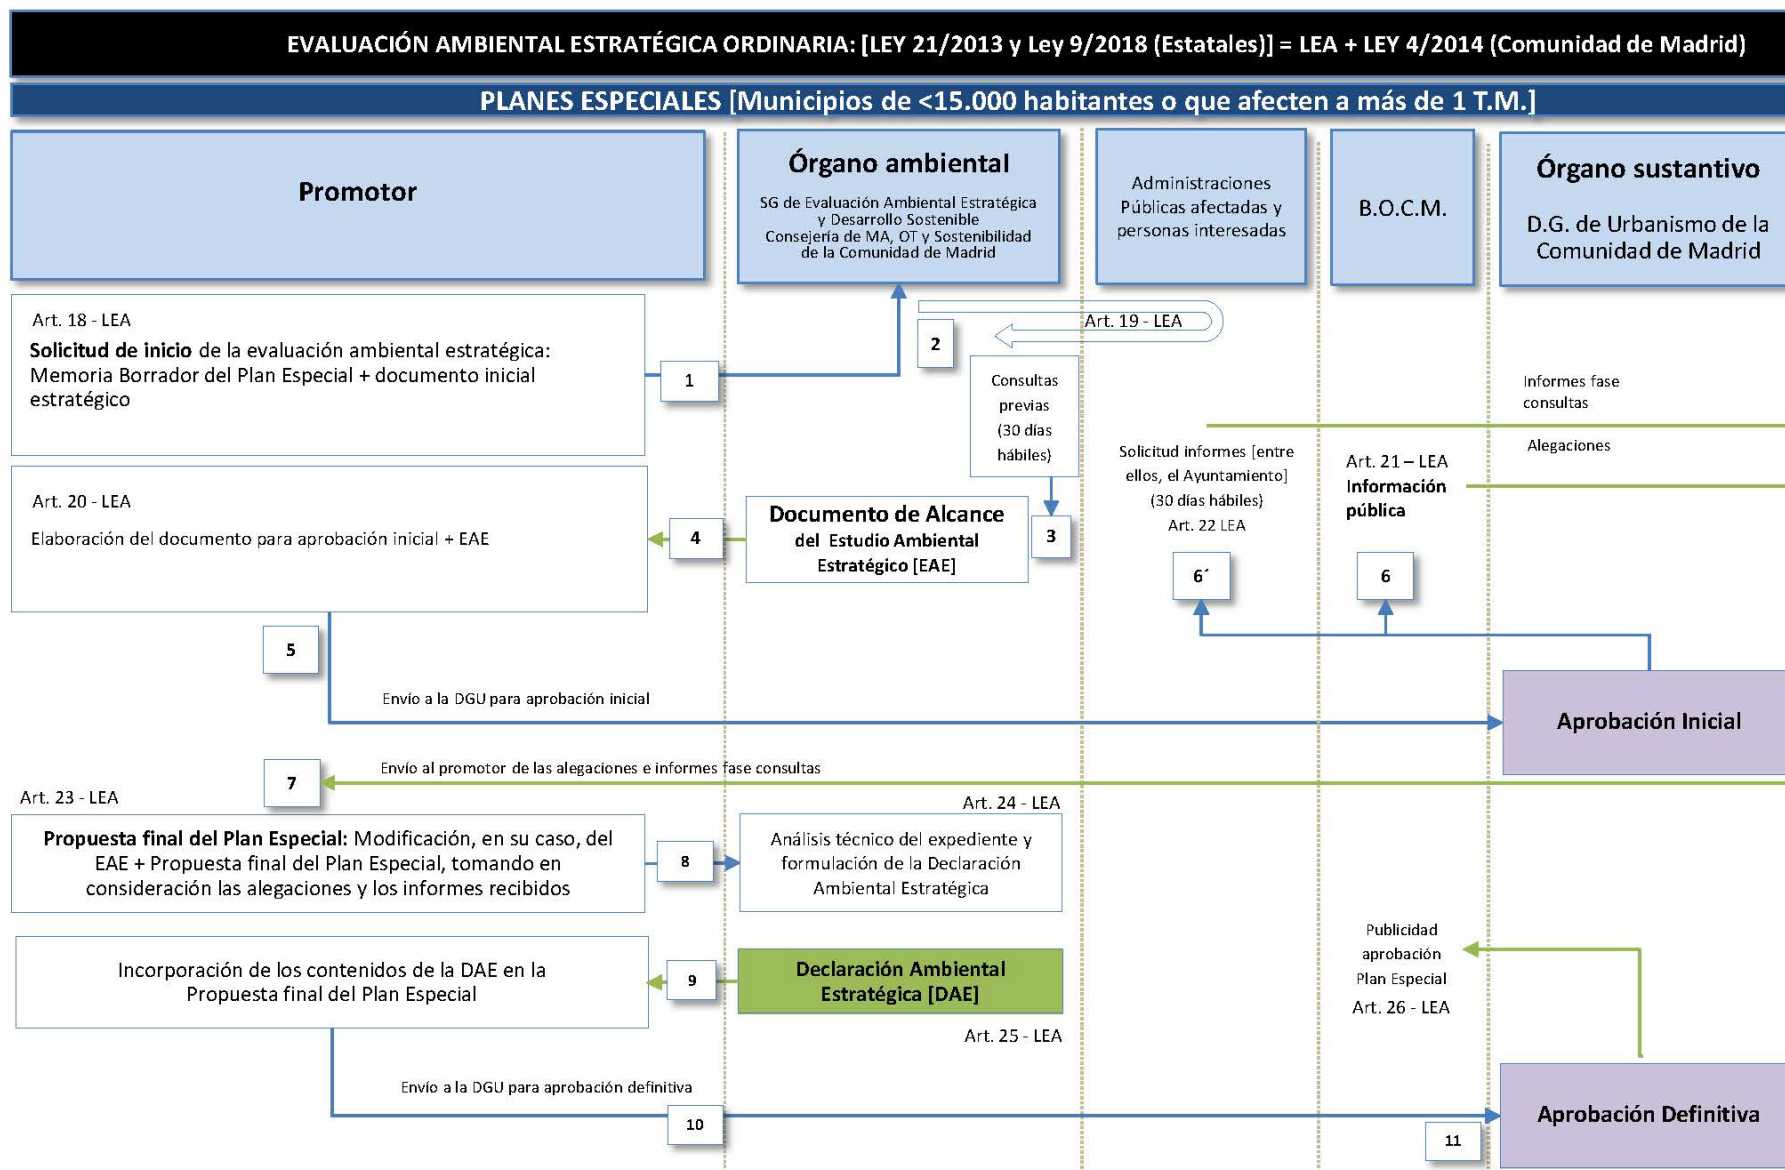 EVALUACIÓN AMBIENTAL ESTRATÉGICA ORDINARIA: [LEY 21/2013 y Ley 9/2018 (Estatales)] = LEA + LEY 4/2014 (Comunidad de Madrid)
PLANES ESPECIALES [Municipios de <15.000 habitantes o que afecten a más de 1 T.M.]
Promotor
Órgano ambiental
SG de Evaluación Ambiental Estratégica
y Desarrollo Sostenible
Consejería de MA, OT y Sostenibilidad
de la Comunidad de Madrid
Administraciones
Públicas afectadas y
personas interesadas
B.O.C.M.
Órgano sustantivo
D.G. de Urbanismo de la
Comunidad de Madrid
Art. 18 - LEA
Solicitud de inicio de la evaluación ambiental estratégica:
Memoria Borrador del Plan Especial + documento inicial
estratégico
1
2
Art. 19 - LEA
Consultas
previas
(30 días
hábiles)
Informes fase
consultas
Alegaciones
Solicitud informes [entre
ellos, el Ayuntamiento]
(30 días hábiles)
Art. 22 LEA
Art. 21 – LEA
Información
pública
Art. 20 - LEA
Elaboración del documento para aprobación inicial + EAE
4
Documento de Alcance
del Estudio Ambiental
Estratégico [EAE]
3
6´
6
5
Envío a la DGU para aprobación inicial
Aprobación Inicial
7
Envío al promotor de las alegaciones e informes fase consultas
Art. 23 - LEA
Art. 24 - LEA
Propuesta final del Plan Especial: Modificación, en su caso, del
EAE + Propuesta final del Plan Especial, tomando en
consideración las alegaciones y los informes recibidos
8
Análisis técnico del expediente y
formulación de la Declaración
Ambiental Estratégica
Incorporación de los contenidos de la DAE en la
Propuesta final del Plan Especial
9
Declaración Ambiental
Estratégica [DAE]
Art. 25 - LEA
Publicidad
aprobación
Plan Especial
Art. 26 - LEA
Envío a la DGU para aprobación definitiva
10
11
Aprobación Definitiva